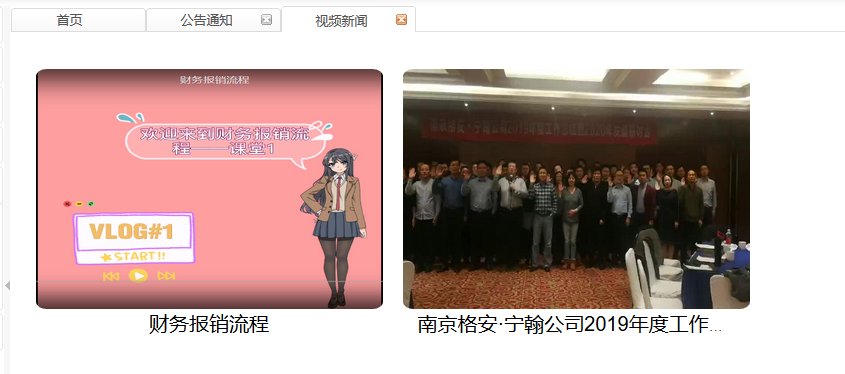 首页
公告通知
视频新闻
财务报销流程
欢迎来到财务报销流
程——课堂1
VLOG#1
START!!
财务报销流程
南京格安·宁翰公司2019年度工作...